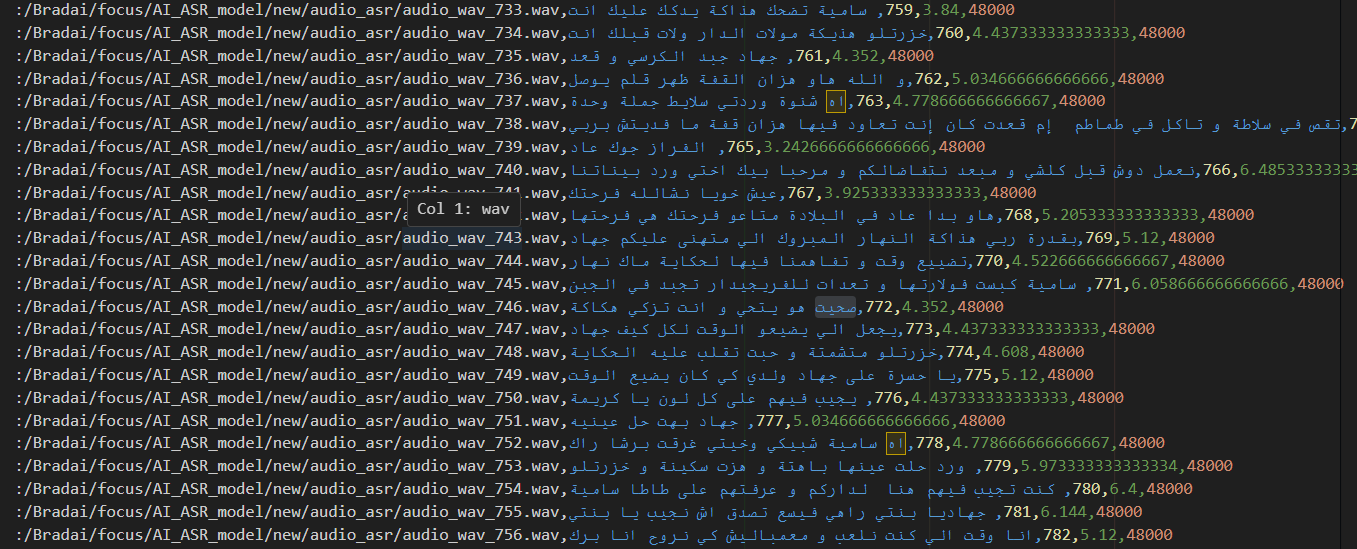 :/Bradai/focus/AI_ASR_model/new/audio_asr/audio_wav_733.wav,سامية تضحك هذاكة يدكك عليك انت ,759,3.84,48000
:/Bradai/focus/AI_ASR_model/new/audio_asr/audio_wav_734.wav,خزرتلو هذيكة مولات الدار ولات قبلك انت,760,4.437333333333333,48000
:/Bradai/focus/AI_ASR_model/new/audio_asr/audio_wav_735.wav,جهاد جبد الكرسي و قعد ,761,4.352,48000
:/Bradai/focus/AI_ASR_model/new/audio_asr/audio_wav_736.wav,و الله هاو هزان القفة ظهر قلم يوصل,762,5.034666666666666,48000
:/Bradai/focus/AI_ASR_model/new/audio_asr/audio_wav_737.wav,اه شنوة وردتي سلايط جملة وحدة,763,4.778666666666667,48000
:/Bradai/focus/AI_ASR_model/new/audio_asr/audio_wav_738.wav,تقص في سلاطة و تاكل في طماطم  إم قعدت كان إنت تعاود فيها هزان قفة ما فديتش بربي,7
:/Bradai/focus/AI_ASR_model/new/audio_asr/audio_wav_739.wav,الفراز جوك عاد ,765,3.2426666666666666,48000
:/Bradai/focus/AI_ASR_model/new/audio_asr/audio_wav_740.wav,نعمل دوش قبل كلشي و مبعد نتفاضالكم و مرحبا بيك اختي ورد بيناتنا,766,6.48533333333
:/Bradai/focus/AI_ASR_model/new/audio_asr/audio_wav_741.wav,عيش خويا نشالله فرحتك,767,3.925333333333333,48000
Col 1: wav
:/Bradai/focus/AI_ASR_model/new/audio_asr/ .wav,هاو بدا عاد في البلادة متاعو فرحتك هي فرحتها,768,5.205333333333333,48000
:/Bradai/focus/AI_ASR_model/new/audio_asr/audio_wav_743.wav,بقدرة ربي هذاكة النهار المبروك الي متهنى عليكم جهاد,769,5.12,48000
:/Bradai/focus/AI_ASR_model/new/audio_asr/audio_wav_744.wav,تضييع وقت و تفاهمنا فيها لحكاية ماك نهار,770,4.522666666666667,48000
:/Bradai/focus/AI_ASR_model/new/audio_asr/audio_wav_745.wav,سامية كبست فولارتها و تعدات للفريجيدار تجبد في الجبن ,771,6.058666666666666,48000
:/Bradai/focus/AI_ASR_model/new/audio_asr/audio_wav_746.wav,صحيت هو يتحي و انت تزكي هكاكة,772,4.352,48000
:/Bradai/focus/AI_ASR_model/new/audio_asr/audio_wav_747.wav,يجعل الي يضيعو الوقت لكل كيف جهاد,773,4.437333333333333,48000
:/Bradai/focus/AI_ASR_model/new/audio_asr/audio_wav_748.wav,خزرتلو متشمتة و حبت تقلب عليه الحكاية,774,4.608,48000
:/Bradai/focus/AI_ASR_model/new/audio_asr/audio_wav_749.wav,يا حسرة على جهاد ولدي كي كان يضيع الوقت,775,5.12,48000
:/Bradai/focus/AI_ASR_model/new/audio_asr/audio_wav_750.wav,يجيب فيهم على كل لون يا كريمة ,776,4.437333333333333,48000
:/Bradai/focus/AI_ASR_model/new/audio_asr/audio_wav_751.wav,جهاد بهت حل عينيه ,777,5.034666666666666,48000
:/Bradai/focus/AI_ASR_model/new/audio_asr/audio_wav_752.wav,اه سامية شبيكي وخيتي غزقت برشا راك,778,4.778666666666667,48000
:/Bradai/focus/AI_ASR_model/new/audio_asr/audio_wav_753.wav,ورد حلت عينها باهتة و هزت سكينة و خزرتلو ,779,5.973333333333334,48000
:/Bradai/focus/AI_ASR_model/new/audio_asr/audio_wav_754.wav,كنت تجيب فيهم هنا  لداركم و عرفتهم على طاطا سامية ,780,6.4,48000
:/Bradai/focus/AI_ASR_model/new/audio_asr/audio_wav_755.wav,جهاديا بنتي راهي فيسع تصدق اش نجيب يا بنتي ,781,6.144,48000
:/Bradai/focus/AI_ASR_model/new/audio_asr/audio_wav_756.wav,انا وقت الي كنت نلعب و معمباليش كي نروح انا برك,782,5.12,48000